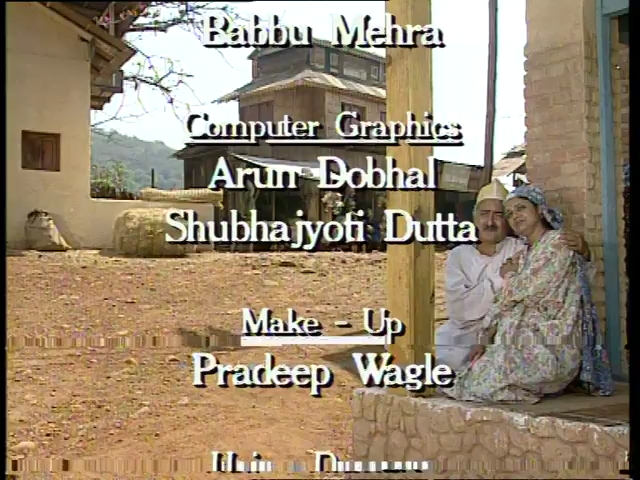 Babbu Mehra
Computer Graphics
Arun Dobhal
Shubhajyoti Dutta
Make - Up
Pradeep Wagle